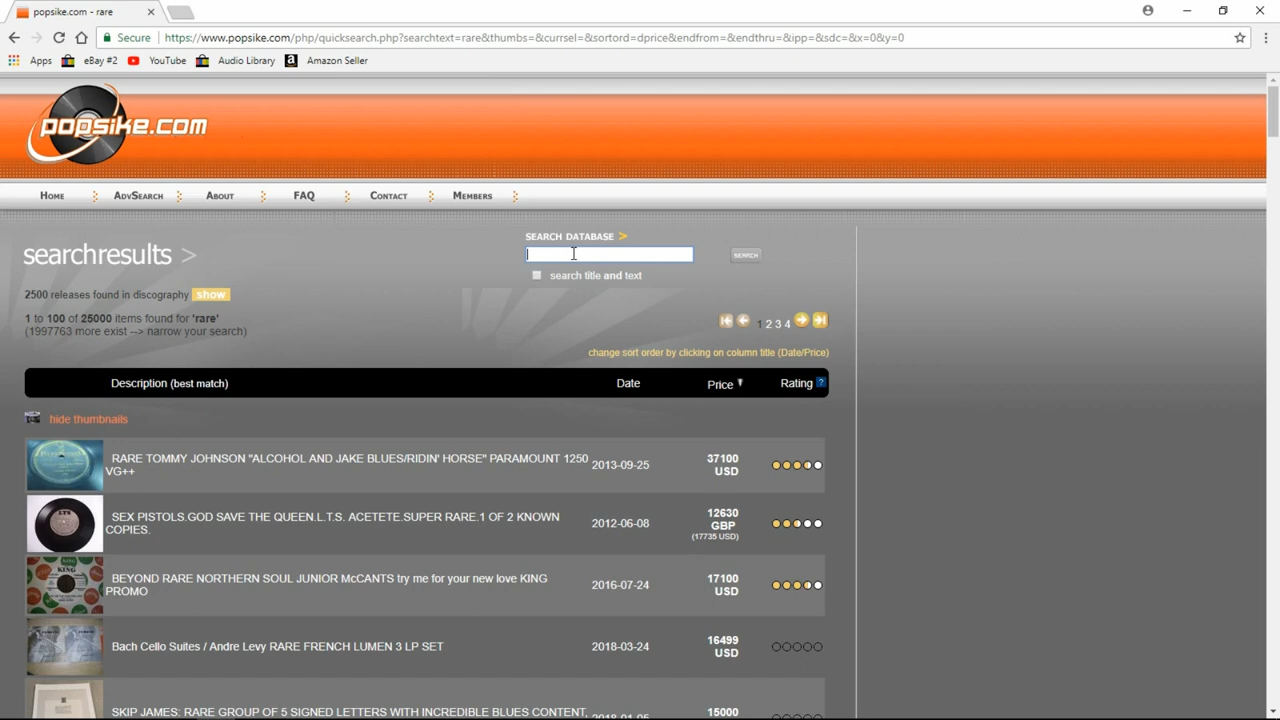 popsike.com - rare
Secure https://www.popsike.com/php/quicksearch.php?searchtext=rare&thumbs=&currsel=&sortord=dprice&endfrom=&endthru=&ipp=&sdc=&x=0&y=0
Apps eBay #2 YouTube Audio Library Amazon Seller
popsike.com
HOME ADVSEARCH ABOUT FAQ CONTACT MEMBERS
SEARCH DATABASE >
searchresults >
SEARCH
search title and text
2500 releases found in discography show
1 to 100 of 25000 items found for 'rare'
(1997763 more exist --> narrow your search)
1 2 3 4
change sort order by clicking on column title (Date/Price)
Description (best match) Date Price Rating ?
hide thumbnails
RARE TOMMY JOHNSON "ALCOHOL AND JAKE BLUES/RIDIN' HORSE" PARAMOUNT 1250
VG++
2013-09-25
37100
USD
SEX PISTOLS.GOD SAVE THE QUEEN.L.T.S. ACETETE.SUPER RARE.1 OF 2 KNOWN
COPIES.
2012-06-08
12630
GBP
(17735 USD)
BEYOND RARE NORTHERN SOUL JUNIOR McCANTS try me for your new love KING
PROMO
2016-07-24
17100
USD
Bach Cello Suites / Andre Levy RARE FRENCH LUMEN 3 LP SET
2018-03-24
16499
USD
SKIP JAMES: RARE GROUP OF 5 SIGNED LETTERS WITH INCREDIBLE BLUES CONTENT,
2018-01-05
15000